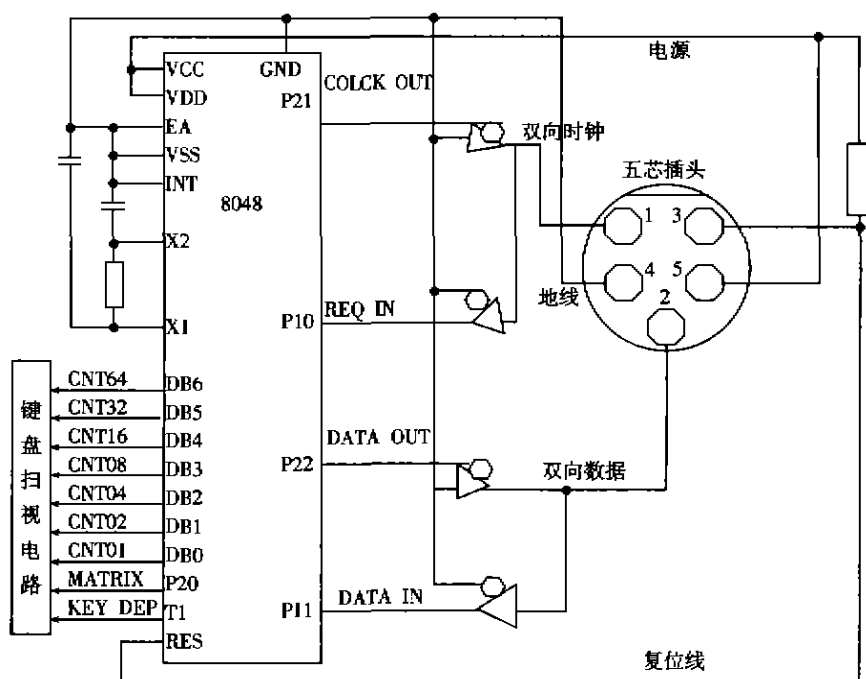 VCC
VDD
EA
VSS
INT
X2
X1
DB6
DB5
DB4
DB3
DB2
DB1
DB0
P20
T1
RES
8048
GND
P21
P10
P22
P11
COLCK OUT
REQ IN
DATA OUT
DATA IN
CNT64
CNT32
CNT16
CNT08
CNT04
CNT02
CNT01
MATRIX
KEY DEP
键盘扫视电路
电源
双向时钟
五芯插头
1
3
4
5
2
地线
双向数据
复位线